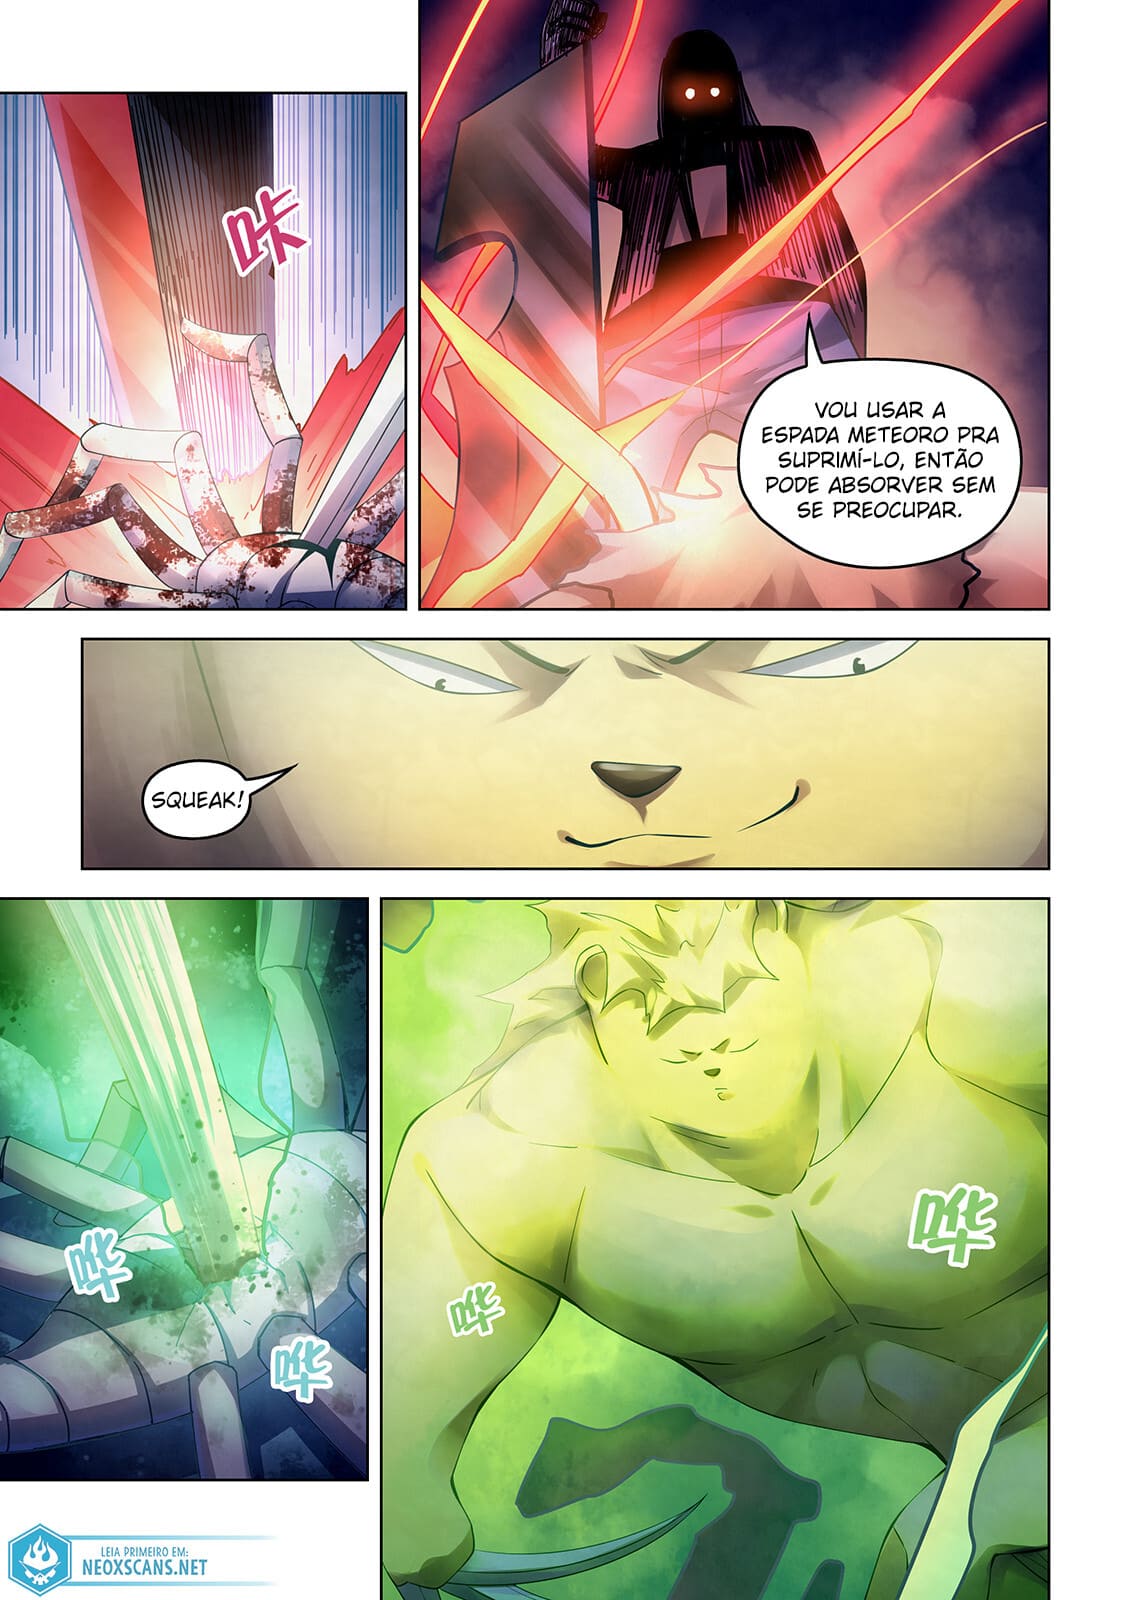 咔
VOU USAR A
ESPADA METEORO PRA
SUPRIMÍ-LO, ENTÃO
PODE ABSORVER SEM
SE PREOCUPAR.
SQUEAK!
哗
哗
哗
哗
LEIA PRIMEIRO EM:
NEOXSCANS.NET